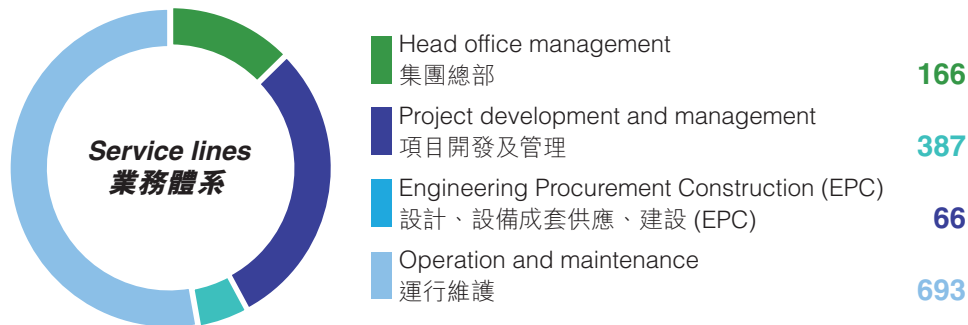 Service lines
業務體系
Head office management
集團總部 166
Project development and management
項目開發及管理 387
Engineering Procurement Construction (EPC)
設計、設備成套供應、建設 (EPC) 66
Operation and maintenance
運行維護 693